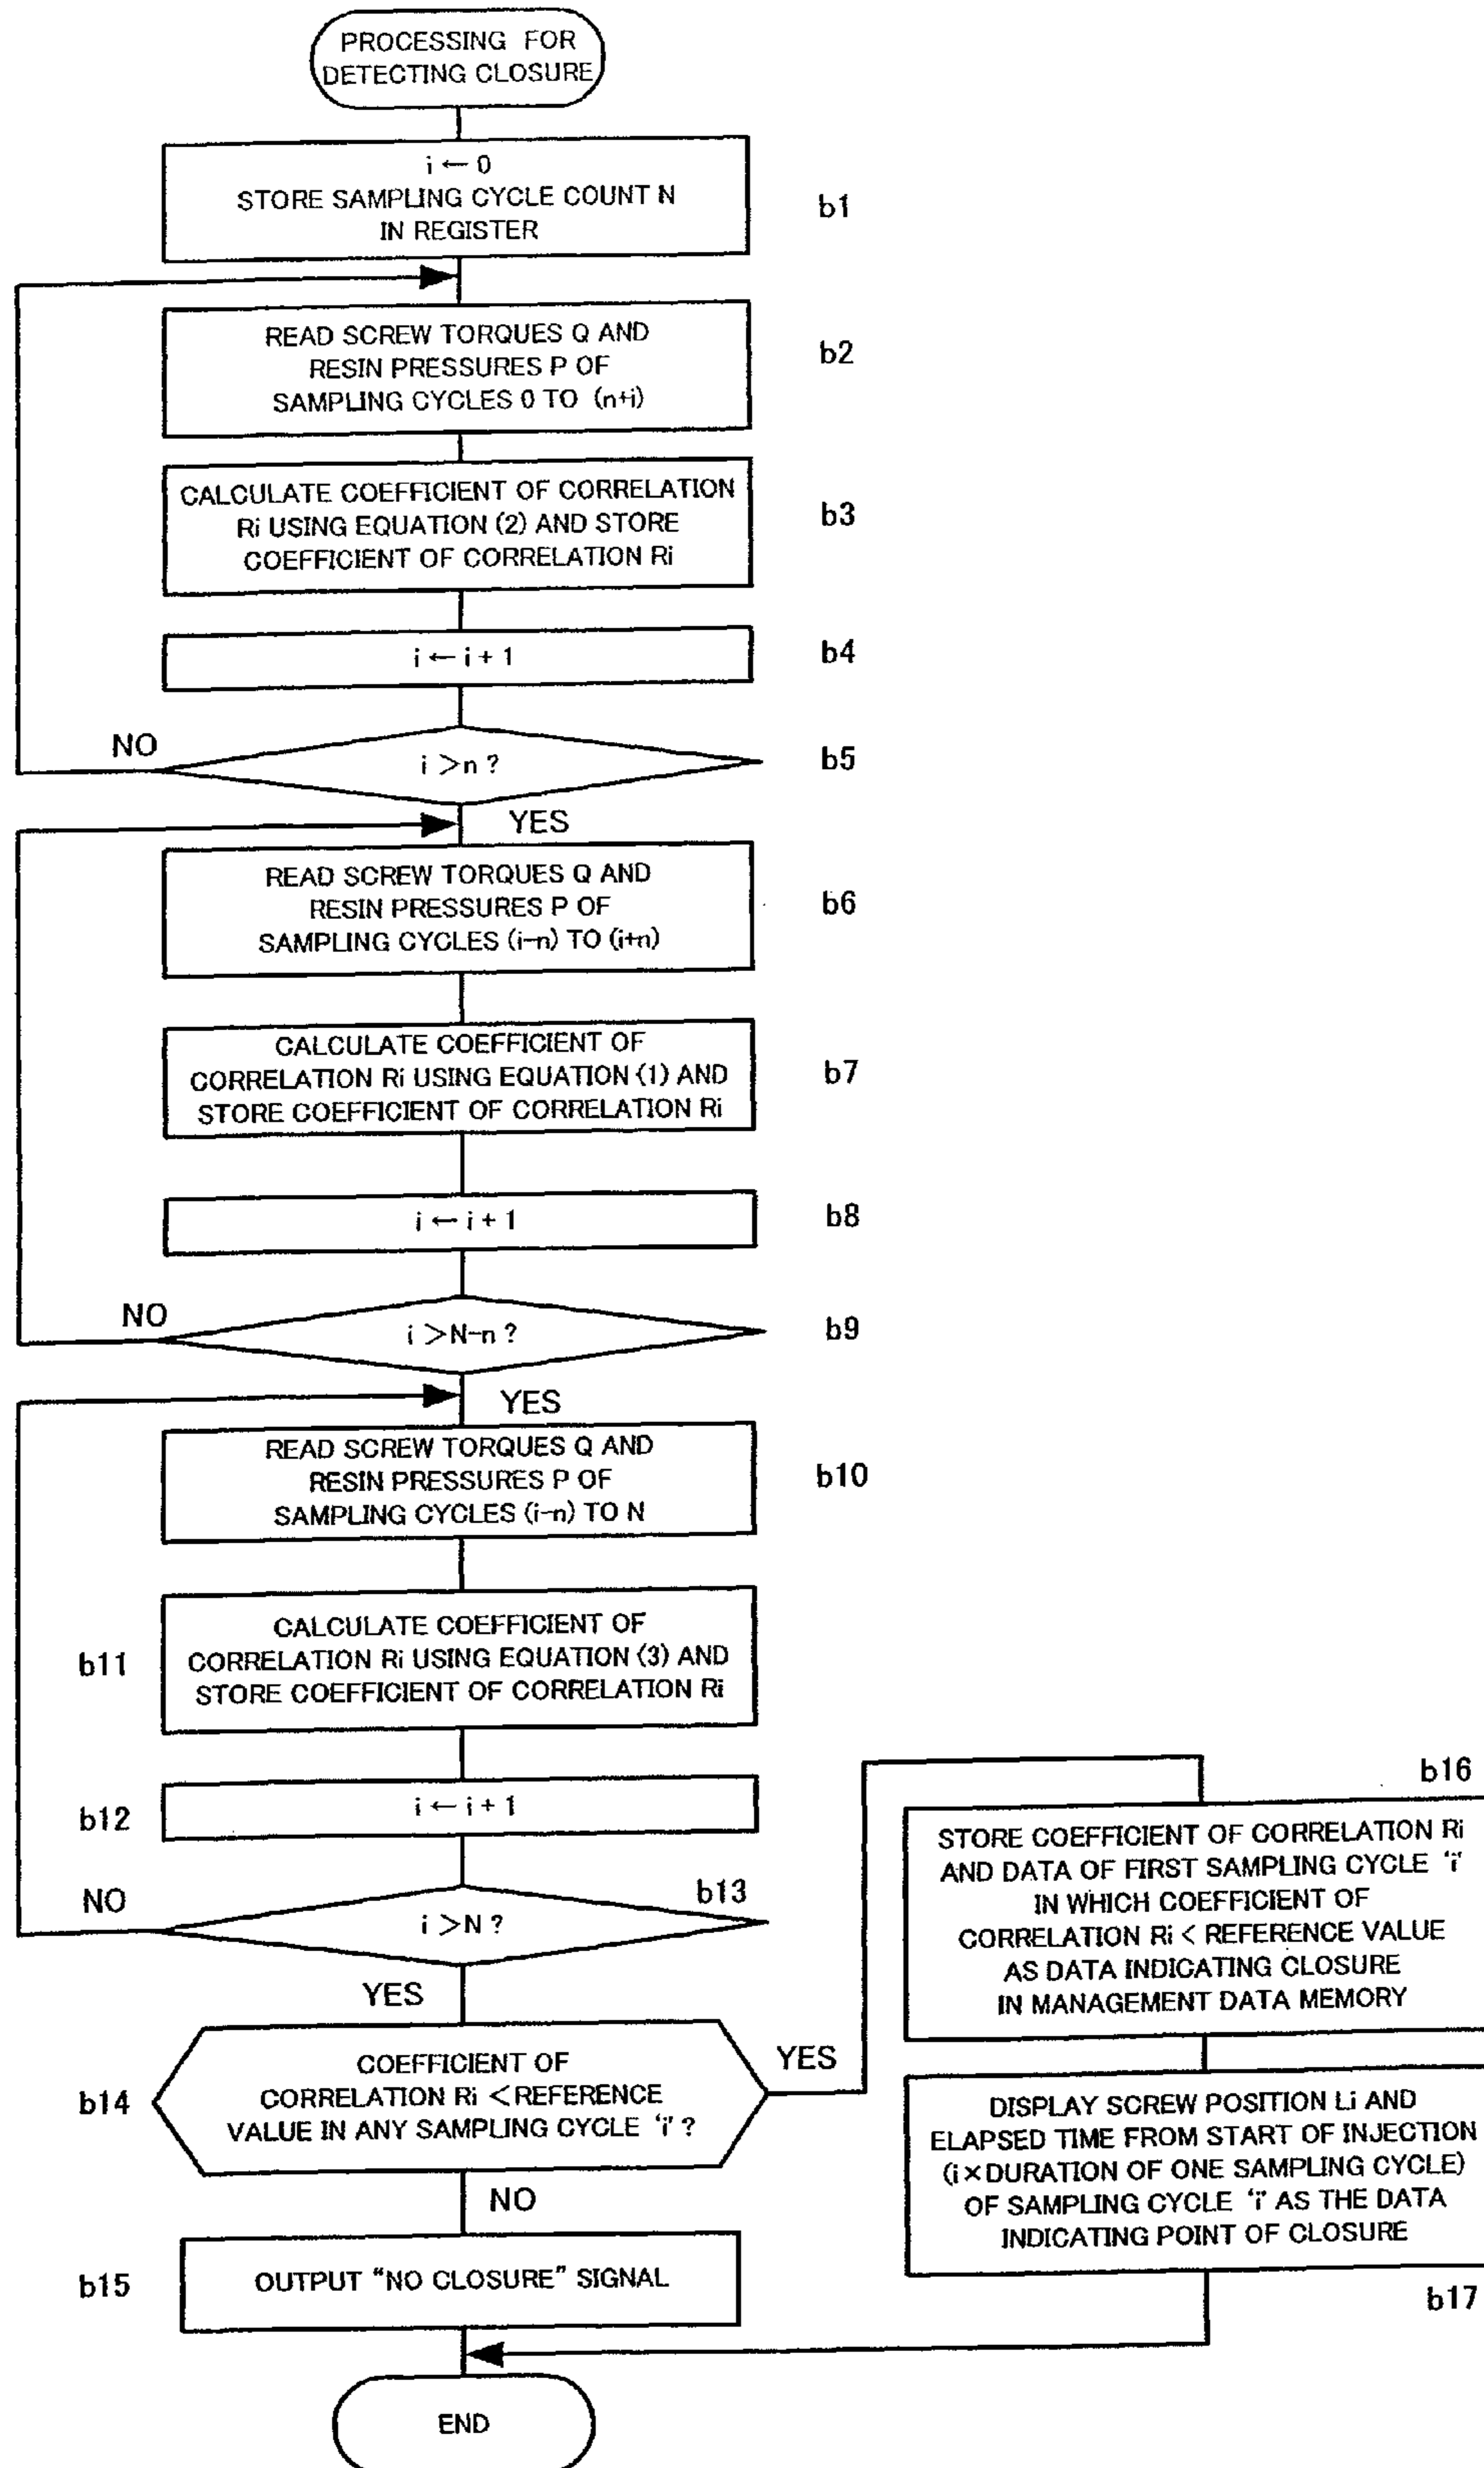 PROCESSING FOR
DETECTING CLOSURE
i ← 0
STORE SAMPLING CYCLE COUNT N
IN REGISTER
b1
READ SCREW TORQUES Q AND
RESIN PRESSURES P OF
SAMPLING CYCLES 0 TO (n+i)
b2
CALCULATE COEFFICIENT OF CORRELATION
Ri USING EQUATION (2) AND STORE
COEFFICIENT OF CORRELATION Ri
b3
i ← i + 1
b4
NO
i >n ?
b5
YES
READ SCREW TORQUES Q AND
RESIN PRESSURES P OF
SAMPLING CYCLES (i-n) TO (i+n)
b6
CALCULATE COEFFICIENT OF
CORRELATION Ri USING EQUATION (1) AND
STORE COEFFICIENT OF CORRELATION Ri
b7
i ← i + 1
b8
NO
i >N-n ?
b9
YES
READ SCREW TORQUES Q AND
RESIN PRESSURES P OF
SAMPLING CYCLES (i-n) TO N
b10
CALCULATE COEFFICIENT OF
CORRELATION Ri USING EQUATION (3) AND
STORE COEFFICIENT OF CORRELATION Ri
b11
i ← i + 1
b12
NO
i >N ?
b13
YES
COEFFICIENT OF
CORRELATION Ri <REFERENCE
VALUE IN ANY SAMPLING CYCLE 'i' ?
b14
YES
NO
OUTPUT "NO CLOSURE" SIGNAL
b15
b16
STORE COEFFICIENT OF CORRELATION Ri
AND DATA OF FIRST SAMPLING CYCLE 'i'
IN WHICH COEFFICIENT OF
CORRELATION Ri < REFERENCE VALUE
AS DATA INDICATING CLOSURE
IN MANAGEMENT DATA MEMORY
DISPLAY SCREW POSITION Li AND
ELAPSED TIME FROM START OF INJECTION
(i×DURATION OF ONE SAMPLING CYCLE)
OF SAMPLING CYCLE 'i' AS THE DATA
INDICATING POINT OF CLOSURE
b17
END